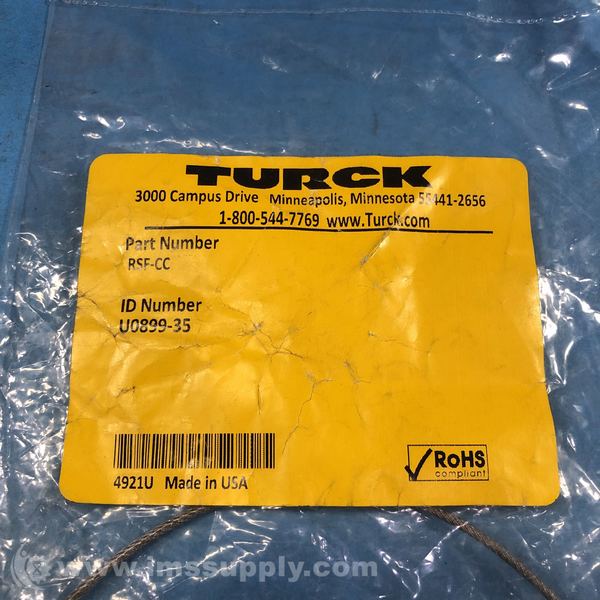 TURCK
3000 Campus Drive Minneapolis, Minnesota 55441-2656
1-800-544-7769 www.Turck.com
Part Number
RSF-CC
ID Number
U0899-35
4921U Made in USA
RoHS
compliant
www.imssupply.com